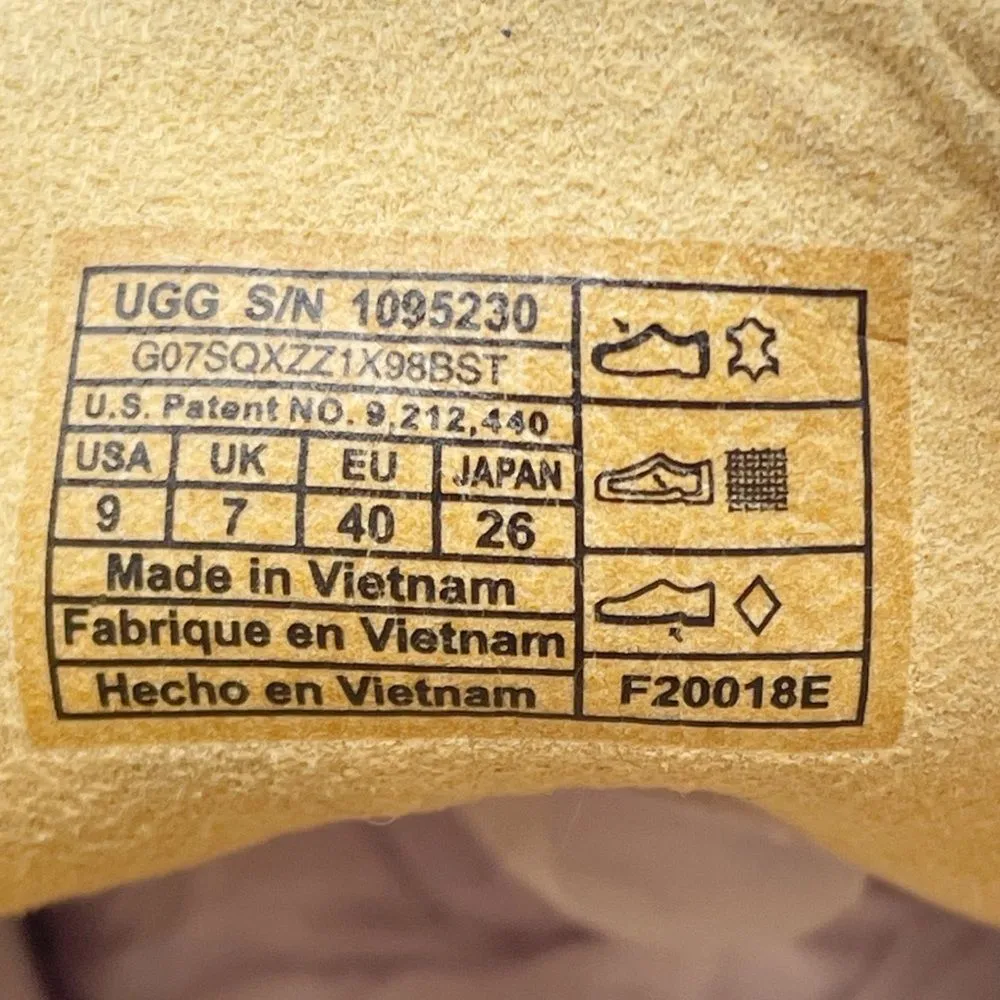 UGG S/N 1095230
G07SQXZZ1X98BST
U.S. Patent NO. 9,212,440
USA UK EU JAPAN
9 7 40 26
Made in Vietnam
Fabrique en Vietnam
Hecho en Vietnam
F20018E